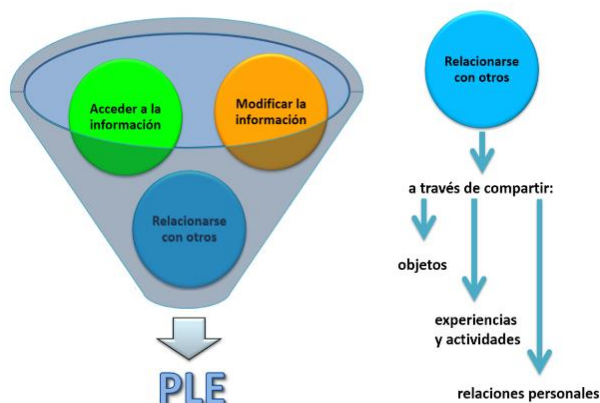 Acceder a la
información
Modificar la
información
Relacionarse
con otros
PLE
Relacionarse
con otros
a través de compartir:
objetos
experiencias
y actividades
relaciones personales